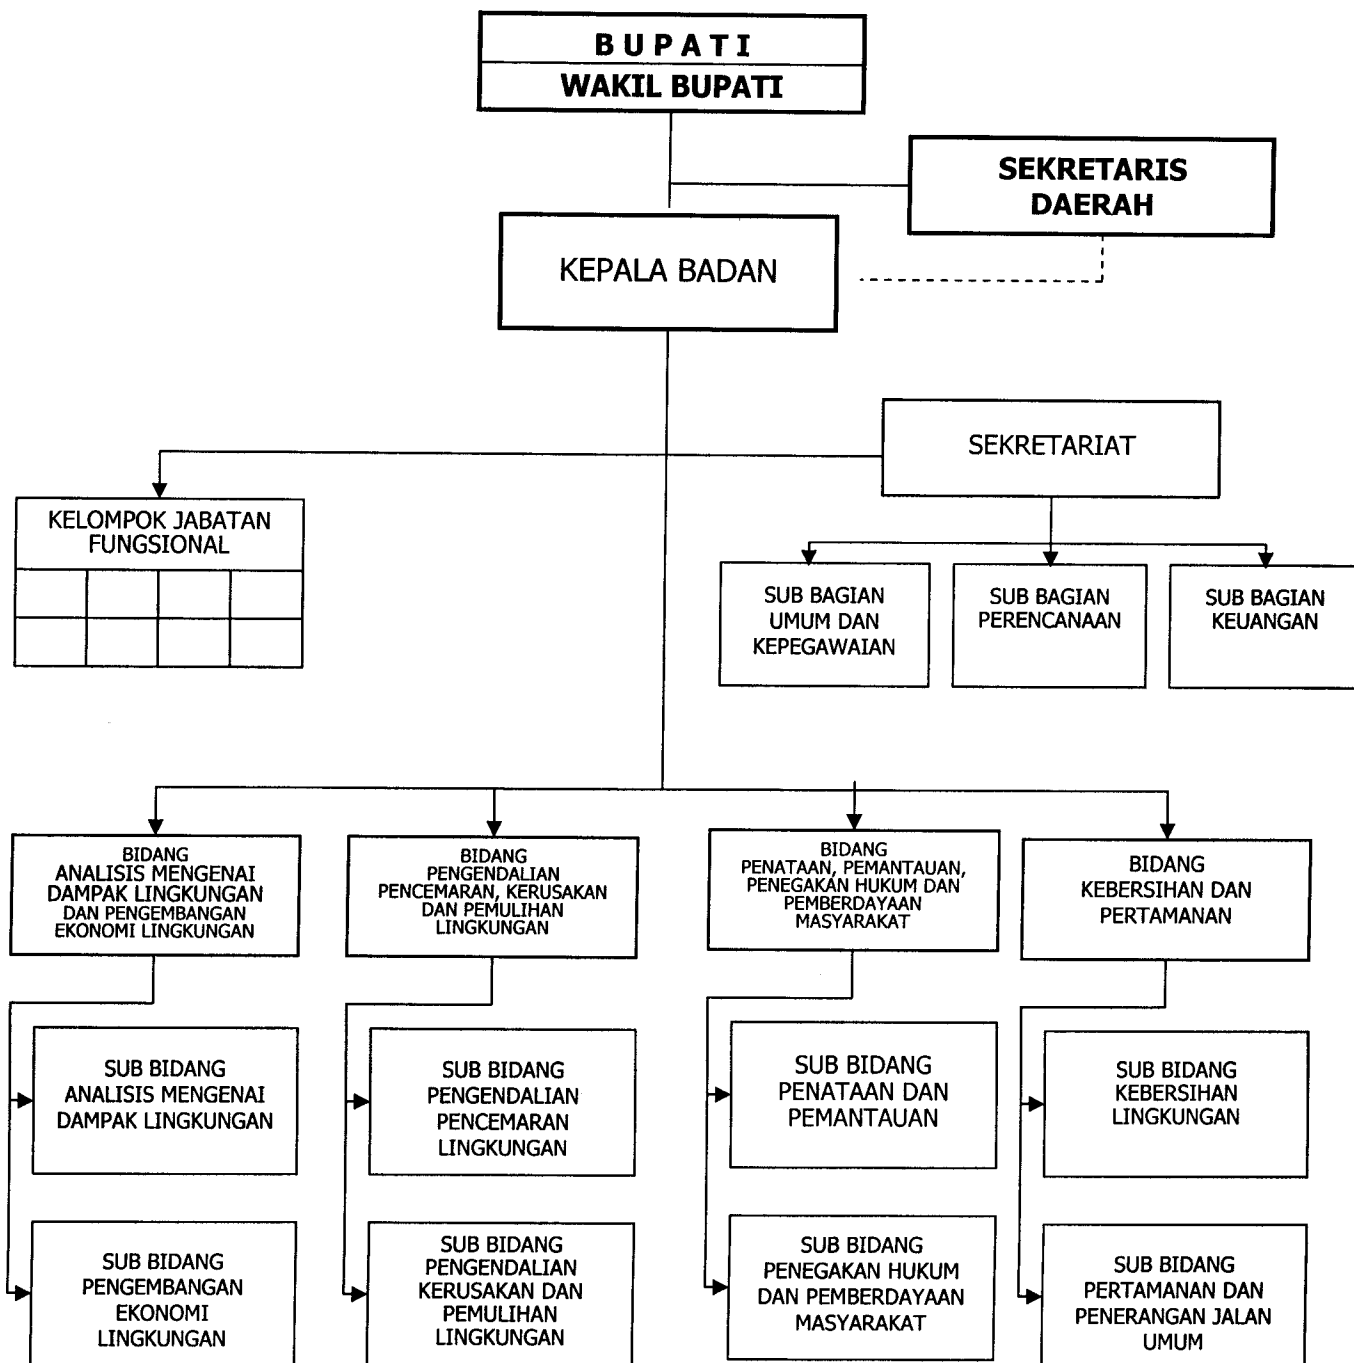 B U P A T I
WAKIL BUPATI
SEKRETARIS
DAERAH
KEPALA BADAN
SEKRETARIAT
KELOMPOK JABATAN
FUNGSIONAL
SUB BAGIAN
UMUM DAN
KEPEGAWAIAN
SUB BAGIAN
PERENCANAAN
SUB BAGIAN
KEUANGAN
BIDANG
ANALISIS MENGENAI
DAMPAK LINGKUNGAN
DAN PENGEMBANGAN
EKONOMI LINGKUNGAN
BIDANG
PENGENDALIAN
PENCEMARAN, KERUSAKAN
DAN PEMULIHAN
LINGKUNGAN
BIDANG
PENATAAN, PEMANTAUAN,
PENEGAKAN HUKUM DAN
PEMBERDAYAAN
MASYARAKAT
BIDANG
KEBERSIHAN DAN
PERTAMANAN
SUB BIDANG
ANALISIS MENGENAI
DAMPAK LINGKUNGAN
SUB BIDANG
PENGENDALIAN
PENCEMARAN
LINGKUNGAN
SUB BIDANG
PENATAAN DAN
PEMANTAUAN
SUB BIDANG
KEBERSIHAN
LINGKUNGAN
SUB BIDANG
PENGEMBANGAN
EKONOMI
LINGKUNGAN
SUB BIDANG
PENGENDALIAN
KERUSAKAN DAN
PEMULIHAN
LINGKUNGAN
SUB BIDANG
PENEGAKAN HUKUM
DAN PEMBERDAYAAN
MASYARAKAT
SUB BIDANG
PERTAMANAN DAN
PENERANGAN JALAN
UMUM